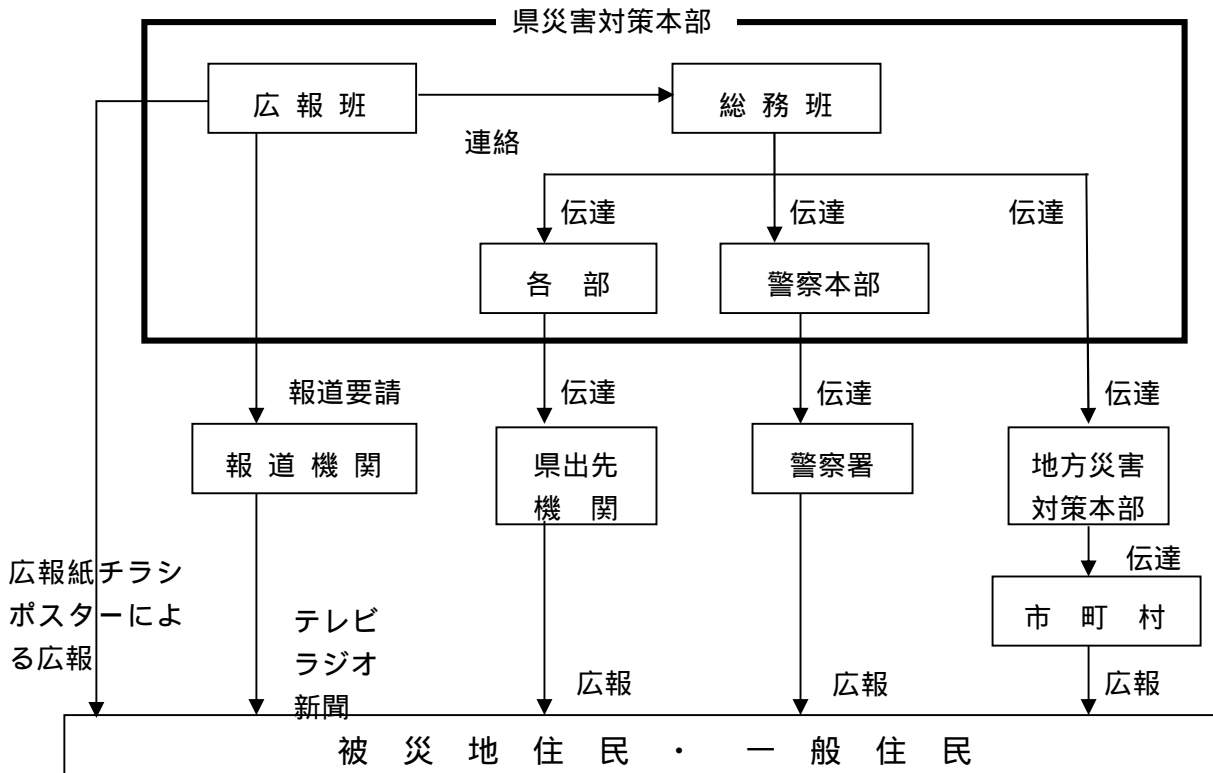 県災害対策本部
広 報 班
総 務 班
連絡
伝達
伝達
伝達
各 部
警察本部
報道要請
伝達
伝達
伝達
報 道 機 関
県出先
機 関
警察署
地方災害
対策本部
伝達
広報紙チラシ
ポスターによ
る広報
テレビ
ラジオ
新聞
市 町 村
広報
広報
広報
被 災 地 住 民 ・ 一 般 住 民